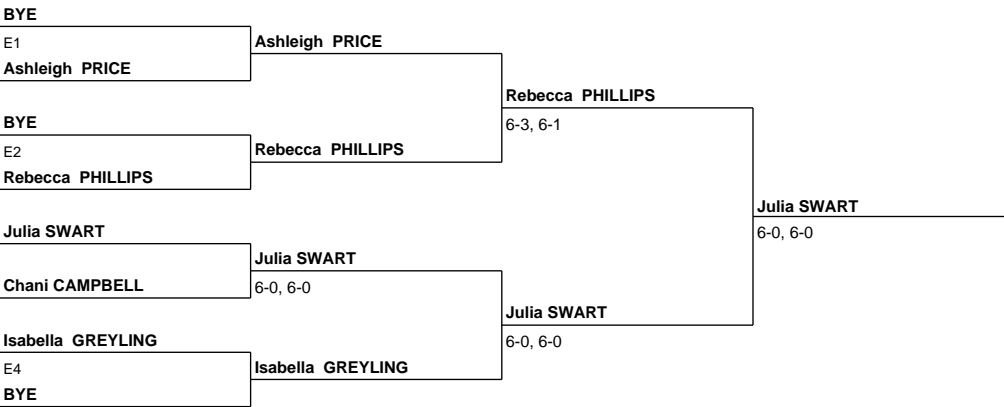 BYE
E1
Ashleigh PRICE
BYE
E2
Rebecca PHILLIPS
Julia SWART
Chani CAMPBELL
Isabella GREYLING
E4
BYE
Ashleigh PRICE
Rebecca PHILLIPS
Julia SWART
6-0, 6-0
Isabella GREYLING
Rebecca PHILLIPS
6-3, 6-1
Julia SWART
6-0, 6-0
Julia SWART
6-0, 6-0